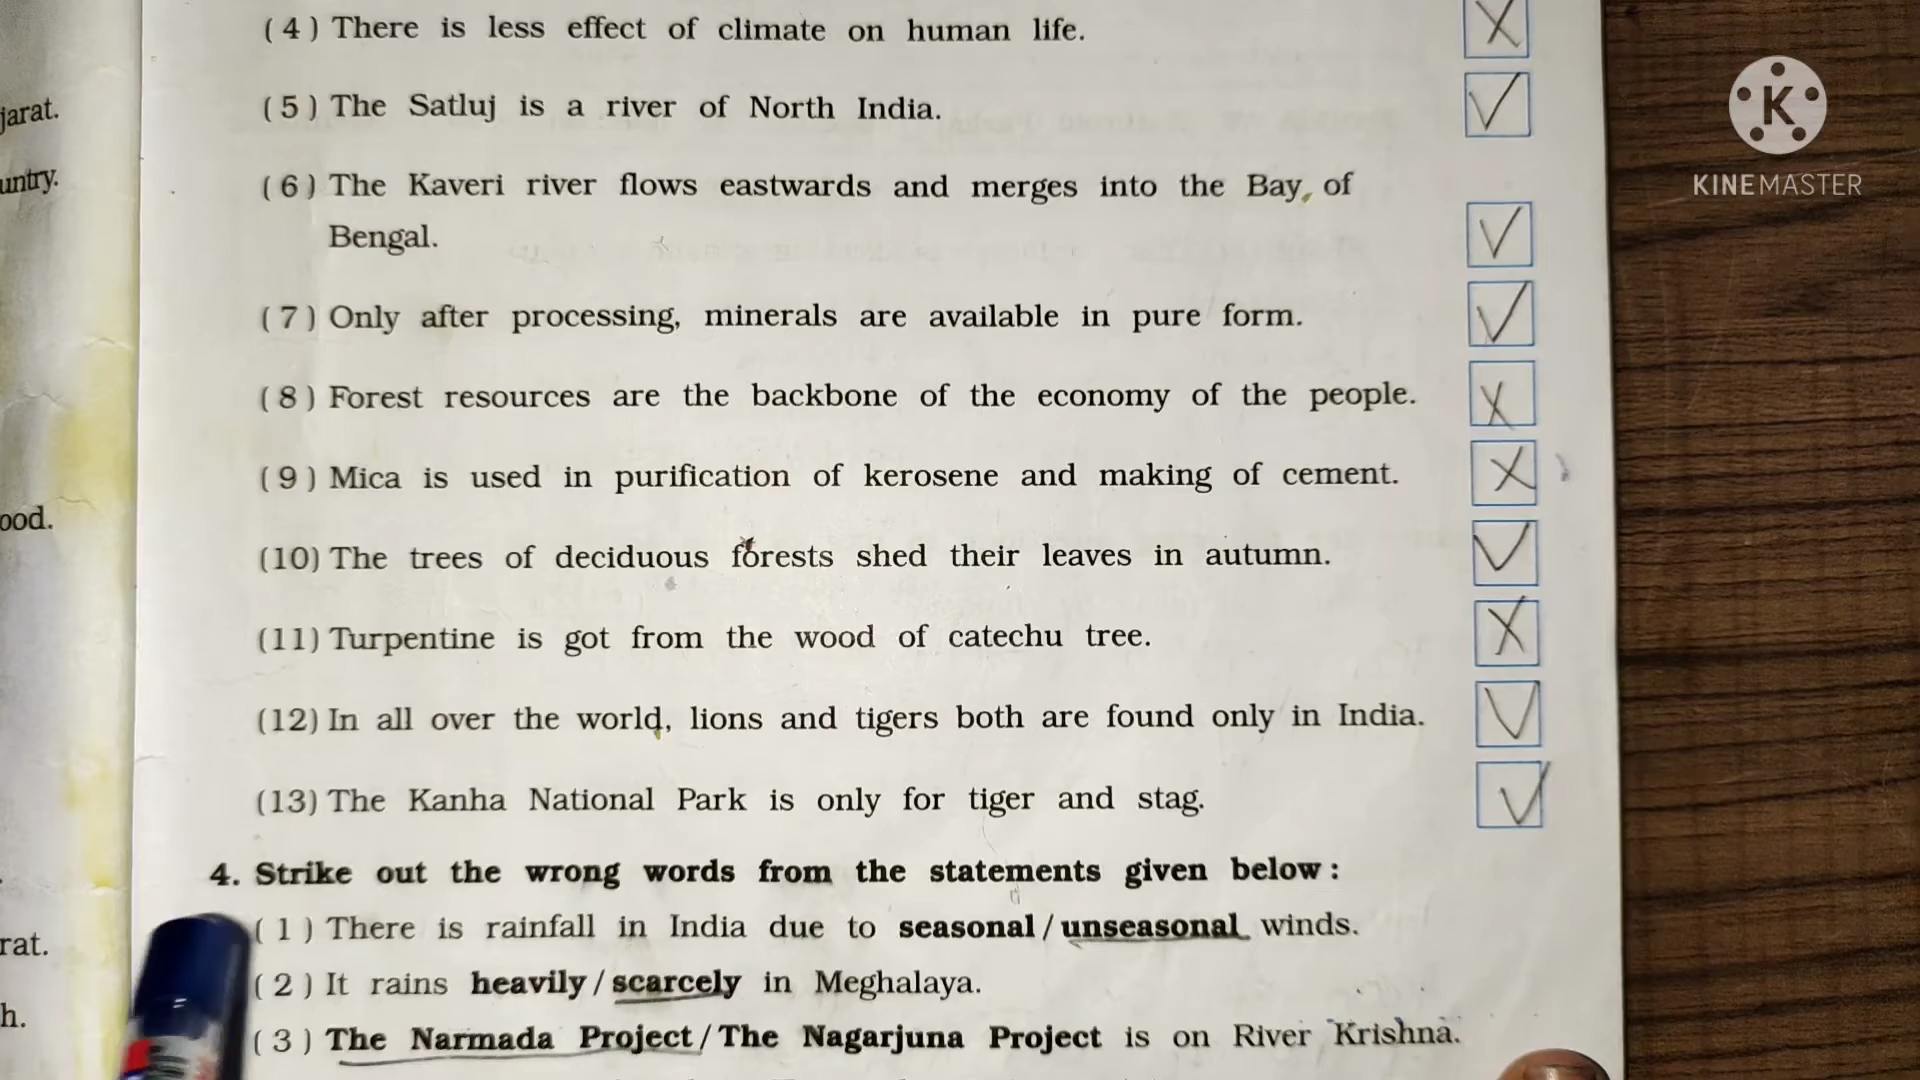 ( 4 ) There is less effect of climate on human life. X
jarat.
( 5 ) The Satluj is a river of North India. ✓
KINEMASTER
untry.
( 6 ) The Kaveri river flows eastwards and merges into the Bay of
Bengal. ✓
( 7 ) Only after processing, minerals are available in pure form. ✓
( 8 ) Forest resources are the backbone of the economy of the people. X
( 9 ) Mica is used in purification of kerosene and making of cement. X
ood.
(10) The trees of deciduous forests shed their leaves in autumn. ✓
(11) Turpentine is got from the wood of catechu tree. X
(12) In all over the world, lions and tigers both are found only in India. ✓
(13) The Kanha National Park is only for tiger and stag. ✓
4. Strike out the wrong words from the statements given below :
( 1 ) There is rainfall in India due to seasonal / unseasonal winds.
rat.
( 2 ) It rains heavily / scarcely in Meghalaya.
h.
( 3 ) The Narmada Project / The Nagarjuna Project is on River Krishna.